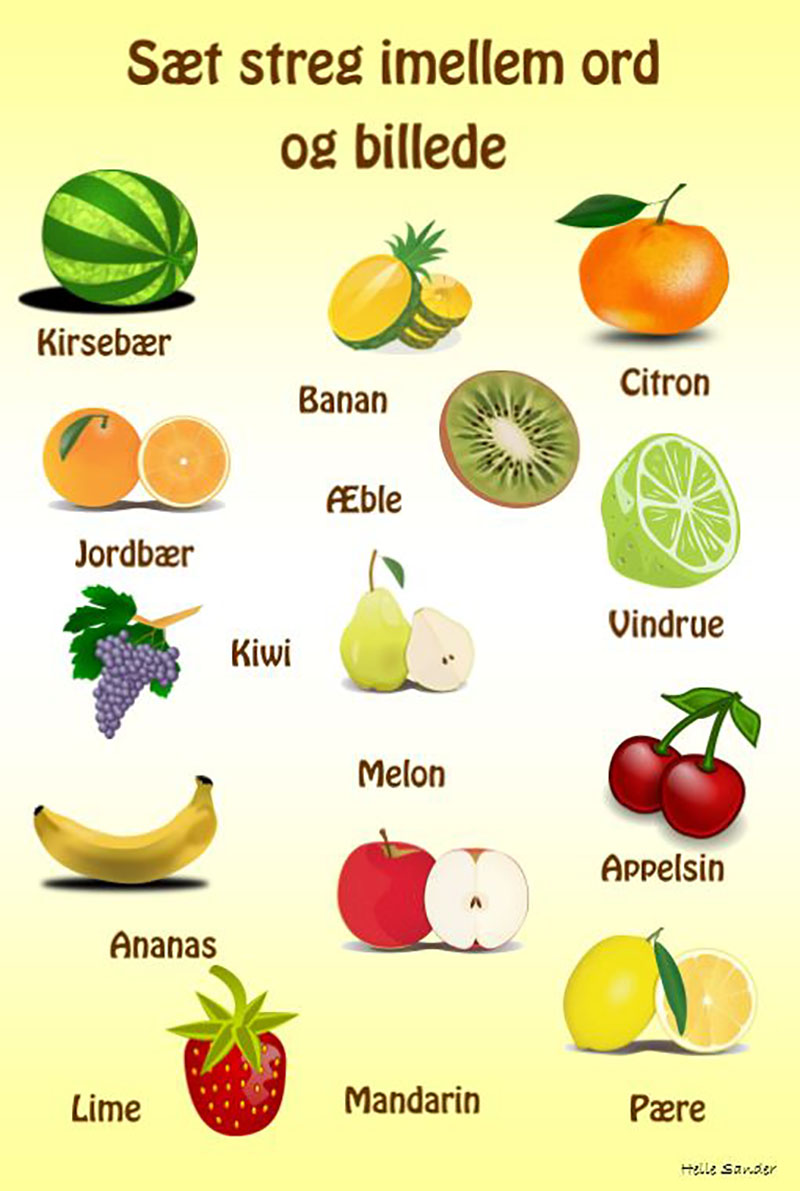 Sæt streg imellem ord
og billede
Kirsebær
Banan
Citron
Æble
Jordbær
Vindrue
Kiwi
Melon
Appelsin
Ananas
Lime
Mandarin
Pære
Helle Sander